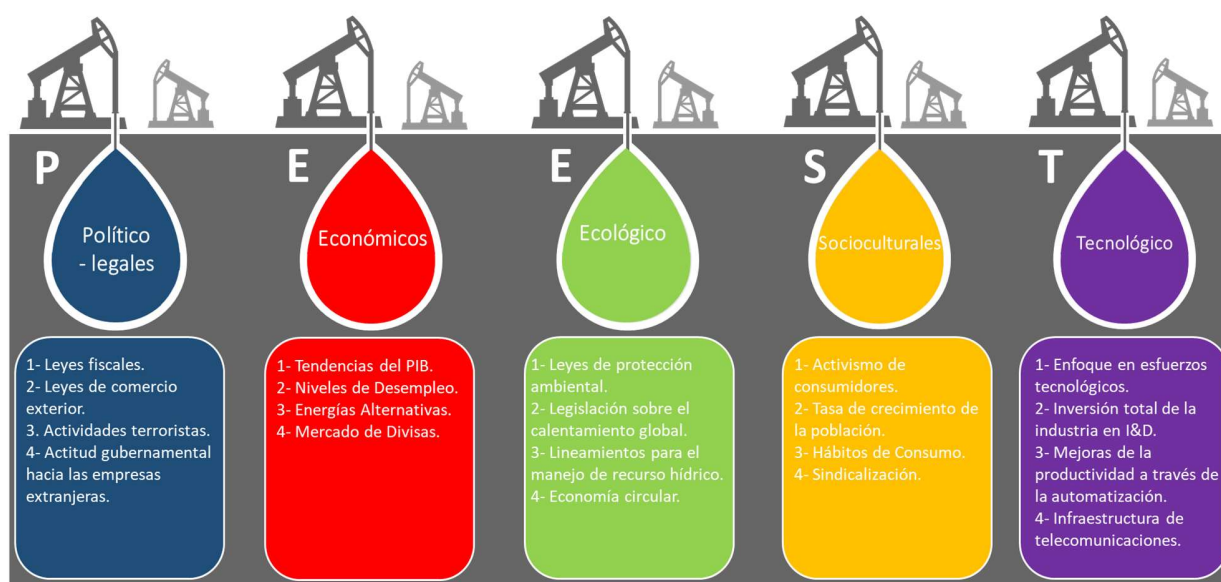 P
Político
- legales
E
Económicos
E
Ecológico
S
Socioculturales
T
Tecnológico
1- Leyes fiscales.
2- Leyes de comercio
exterior.
3. Actividades terroristas.
4- Actitud gubernamental
hacia las empresas
extranjeras.
1- Tendencias del PIB.
2- Niveles de Desempleo.
3- Energías Alternativas.
4- Mercado de Divisas.
1- Leyes de protección
ambiental.
2- Legislación sobre el
calentamiento global.
3- Lineamientos para el
manejo de recurso hídrico.
4- Economía circular.
1- Activismo de
consumidores.
2- Tasa de crecimiento de
la población.
3- Hábitos de Consumo.
4- Sindicalización.
1- Enfoque en esfuerzos
tecnológicos.
2- Inversión total de la
industria en I&D.
3- Mejoras de la
productividad a través de
la automatización.
4- Infraestructura de
telecomunicaciones.